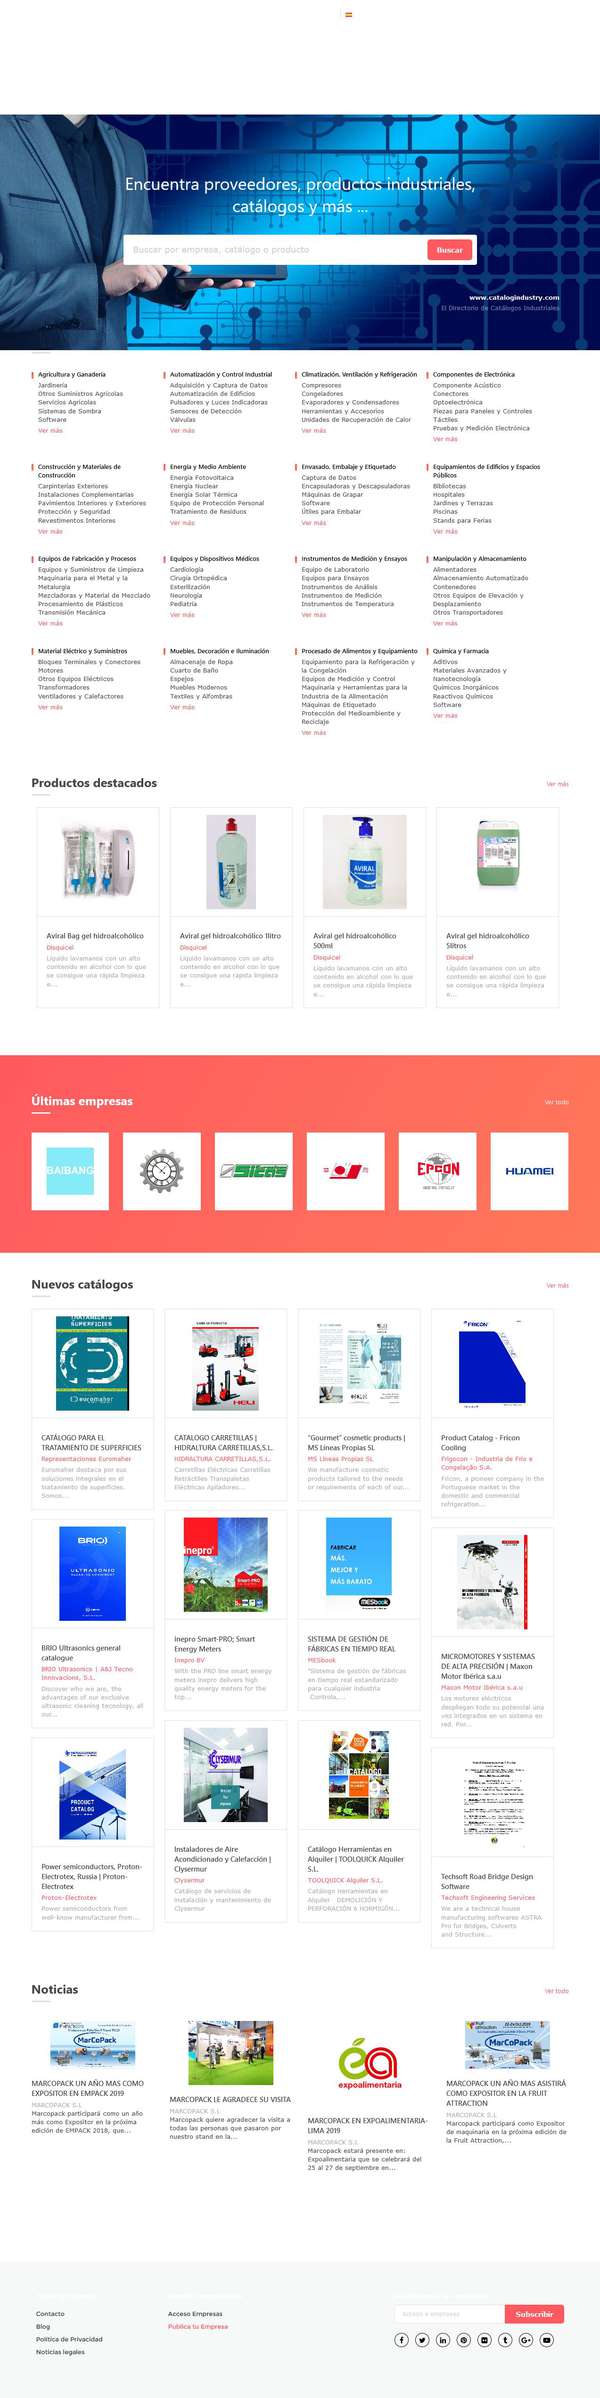 Encuentra proveedores, productos industriales,
catálogos y más ...
Buscar por empresa, catálogo o producto
Buscar
www.catalogindustry.com
El Directorio de Catálogos Industriales
Agricultura y Ganadería
Jardinería
Otros Suministros Agrícolas
Servicios Agrícolas
Sistemas de Sombra
Software
Ver más
Automatización y Control Industrial
Adquisición y Captura de Datos
Automatización de Edificios
Pulsadores y Luces Indicadoras
Sensores de Detección
Válvulas
Ver más
Climatización, Ventilación y Refrigeración
Compresores
Congeladores
Evaporadores y Condensadores
Herramientas y Accesorios
Unidades de Recuperación de Calor
Ver más
Componentes de Electrónica
Componente Acústico
Conectores
Optoelectrónica
Piezas para Paneles y Controles
Táctiles
Pruebas y Medición Electrónica
Ver más
Construcción y Materiales de
Construcción
Carpinterías Exteriores
Instalaciones Complementarias
Pavimentos Interiores y Exteriores
Protección y Seguridad
Revestimentos Interiores
Ver más
Energía y Medio Ambiente
Energía Fotovoltaica
Energía Nuclear
Energía Solar Térmica
Equipo de Protección Personal
Tratamiento de Residuos
Ver más
Envasado, Embalaje y Etiquetado
Captura de Datos
Encapsuladoras y Descapsuladoras
Máquinas de Grapar
Software
Útiles para Embalar
Ver más
Equipamientos de Edificios y Espacios
Públicos
Bibliotecas
Hospitales
Jardines y Terrazas
Piscinas
Stands para Ferias
Ver más
Equipos de Fabricación y Procesos
Equipos y Suministros de Limpieza
Maquinaria para el Metal y la
Metalurgia
Mezcladoras y Material de Mezclado
Procesamiento de Plásticos
Transmisión Mecánica
Ver más
Equipos y Dispositivos Médicos
Cardiología
Cirugía Ortopédica
Esterilización
Neurología
Pediatría
Ver más
Instrumentos de Medición y Ensayos
Equipo de Laboratorio
Equipos para Ensayos
Instrumentos de Análisis
Instrumentos de Medición
Instrumentos de Temperatura
Ver más
Manipulación y Almacenamiento
Alimentadores
Almacenamiento Automatizado
Contenedores
Otros Equipos de Elevación y
Desplazamiento
Otros Transportadores
Ver más
Material Eléctrico y Suministros
Bloques Terminales y Conectores
Motores
Otros Equipos Eléctricos
Transformadores
Ventiladores y Calefactores
Ver más
Muebles, Decoración e Iluminación
Almacenaje de Ropa
Cuarto de Baño
Espejos
Muebles Modernos
Textiles y Alfombras
Ver más
Procesado de Alimentos y Equipamiento
Equipamiento para la Refrigeración y
la Congelación
Equipos de Medición y Control
Maquinaria y Herramientas para la
Industria de la Alimentación
Máquinas de Etiquetado
Protección del Medioambiente y
Reciclaje
Ver más
Química y Farmacia
Aditivos
Materiales Avanzados y
Nanotecnología
Químicos Inorgánicos
Reactivos Químicos
Software
Ver más
Productos destacados
Ver más
Aviral Bag gel hidroalcohólico
Disquicel
Líquido lavamanos con un alto
contenido en alcohol con lo que
se consigue una rápida limpieza
e...
AVIRAL
Aviral gel hidroalcohólico 1litro
Disquicel
Líquido lavamanos con un alto
contenido en alcohol con lo que
se consigue una rápida limpieza
e...
AVIRAL
Aviral gel hidroalcohólico
500ml
Disquicel
Líquido lavamanos con un alto
contenido en alcohol con lo que
se consigue una rápida limpieza
e...
Aviral gel hidroalcohólico
5litros
Disquicel
Líquido lavamanos con un alto
contenido en alcohol con lo que
se consigue una rápida limpieza
e...
Últimas empresas
Ver todo
BAIBANG
EPCON
HUAMEI
Nuevos catálogos
Ver más
TRATAMIENTO
SUPERFICIES
euromaher
CATÁLOGO PARA EL
TRATAMIENTO DE SUPERFICIES
Representaciones Euromaher
Euromaher destaca por sus
soluciones integrales en el
tratamiento de superficies.
Somos...
HELI
CATALOGO CARRETILLAS |
HIDRALTURA CARRETILLAS,S.L.
HIDRALTURA CARRETILLAS,S.L.
Carretillas Eléctricas Carretillas
Retráctiles Transpaletas
Eléctricas Apiladores...
"Gourmet" cosmetic products |
MS Lineas Propias SL
MS Lineas Propias SL
We manufacture cosmetic
products tailored to the needs
or requirements of each of our...
FRICON
Product Catalog - Fricon
Cooling
Frigocon - Industria de Frio e
Congelação S.A.
Fricon, a pioneer company in the
Portuguese market in the
domestic and commercial
refrigeration...
BRIO
ULTRASONIC
BRIO Ultrasonics general
catalogue
BRIO Ultrasonics | A&J Tecno
Innovacions, S.L.
Discover who we are, the
advantages of our exclusive
ultrasonic cleaning tecnology, all
our...
inepro
Smart-PRO
inepro Smart-PRO; Smart
Energy Meters
Inepro BV
With the PRO line smart energy
meters Inepro delivers high
quality energy meters for the
top...
FABRICAR
MÁS,
MEJOR Y
MÁS BARATO
MESbook
SISTEMA DE GESTIÓN DE
FÁBRICAS EN TIEMPO REAL
MESbook
"Sistema de gestión de fábricas
en tiempo real estandarizado
para cualquier industria
Controla,...
MICROMOTORES Y SISTEMAS
DE ALTA PRECISIÓN | Maxon
Motor Ibérica s.a.u
Maxon Motor Ibérica s.a.u
Los motores eléctricos
despliegan todo su potencial una
vez integrados en un sistema en
red. Por...
PRODUCT
CATALOG
Power semiconductors, Proton-
Electrotex, Russia | Proton-
Electrotex
Proton-Electrotex
Power semiconductors from
well-know manufacturer from...
CLYSERMUR
Instaladores de Aire
Acondicionado y Calefacción |
Clysermur
Clysermur
Catálogo de servicios de
instalación y mantenimiento de
Clysermur
CATÁLOGO
Catálogo Herramientas en
Alquiler | TOOLQUICK Alquiler
S.L.
TOOLQUICK Alquiler S.L.
Catálogo Herramientas en
Alquiler DEMOLICIÓN Y
PERFORACIÓN & HORMIGÓN...
Techsoft Road Bridge Design
Software
Techsoft Engineering Services
We are a technical house
manufacturing softwares ASTRA
Pro for Bridges, Culverts
and Structure...
Noticias
Ver todo
MarCoPack
MARCOPACK UN AÑO MAS COMO
EXPOSITOR EN EMPACK 2019
MARCOPACK S.L
Marcopack participará como un año
más como Expositor en la próxima
edición de EMPACK 2018, que...
MARCOPACK LE AGRADECE SU VISITA
MARCOPACK S.L
Marcopack quiere agradecer la visita a
todas las personas que pasaron por
nuestro stand en la...
ea
expoalimentaria
MARCOPACK EN EXPOALIMENTARIA-
LIMA 2019
MARCOPACK S.L
Marcopack estará presente en:
Expoalimentaria que se celebrará del
25 al 27 de septiembre en...
fruit
attraction
MarCoPack
MARCOPACK UN AÑO MAS ASISTIRÁ
COMO EXPOSITOR EN LA FRUIT
ATTRACTION
MARCOPACK S.L
Marcopack participará como Expositor
de maquinaria en la próxima edición de
la Fruit Attraction,...
Contacto
Blog
Política de Privacidad
Noticias legales
Acceso Empresas
Publica tu Empresa
Subscribir